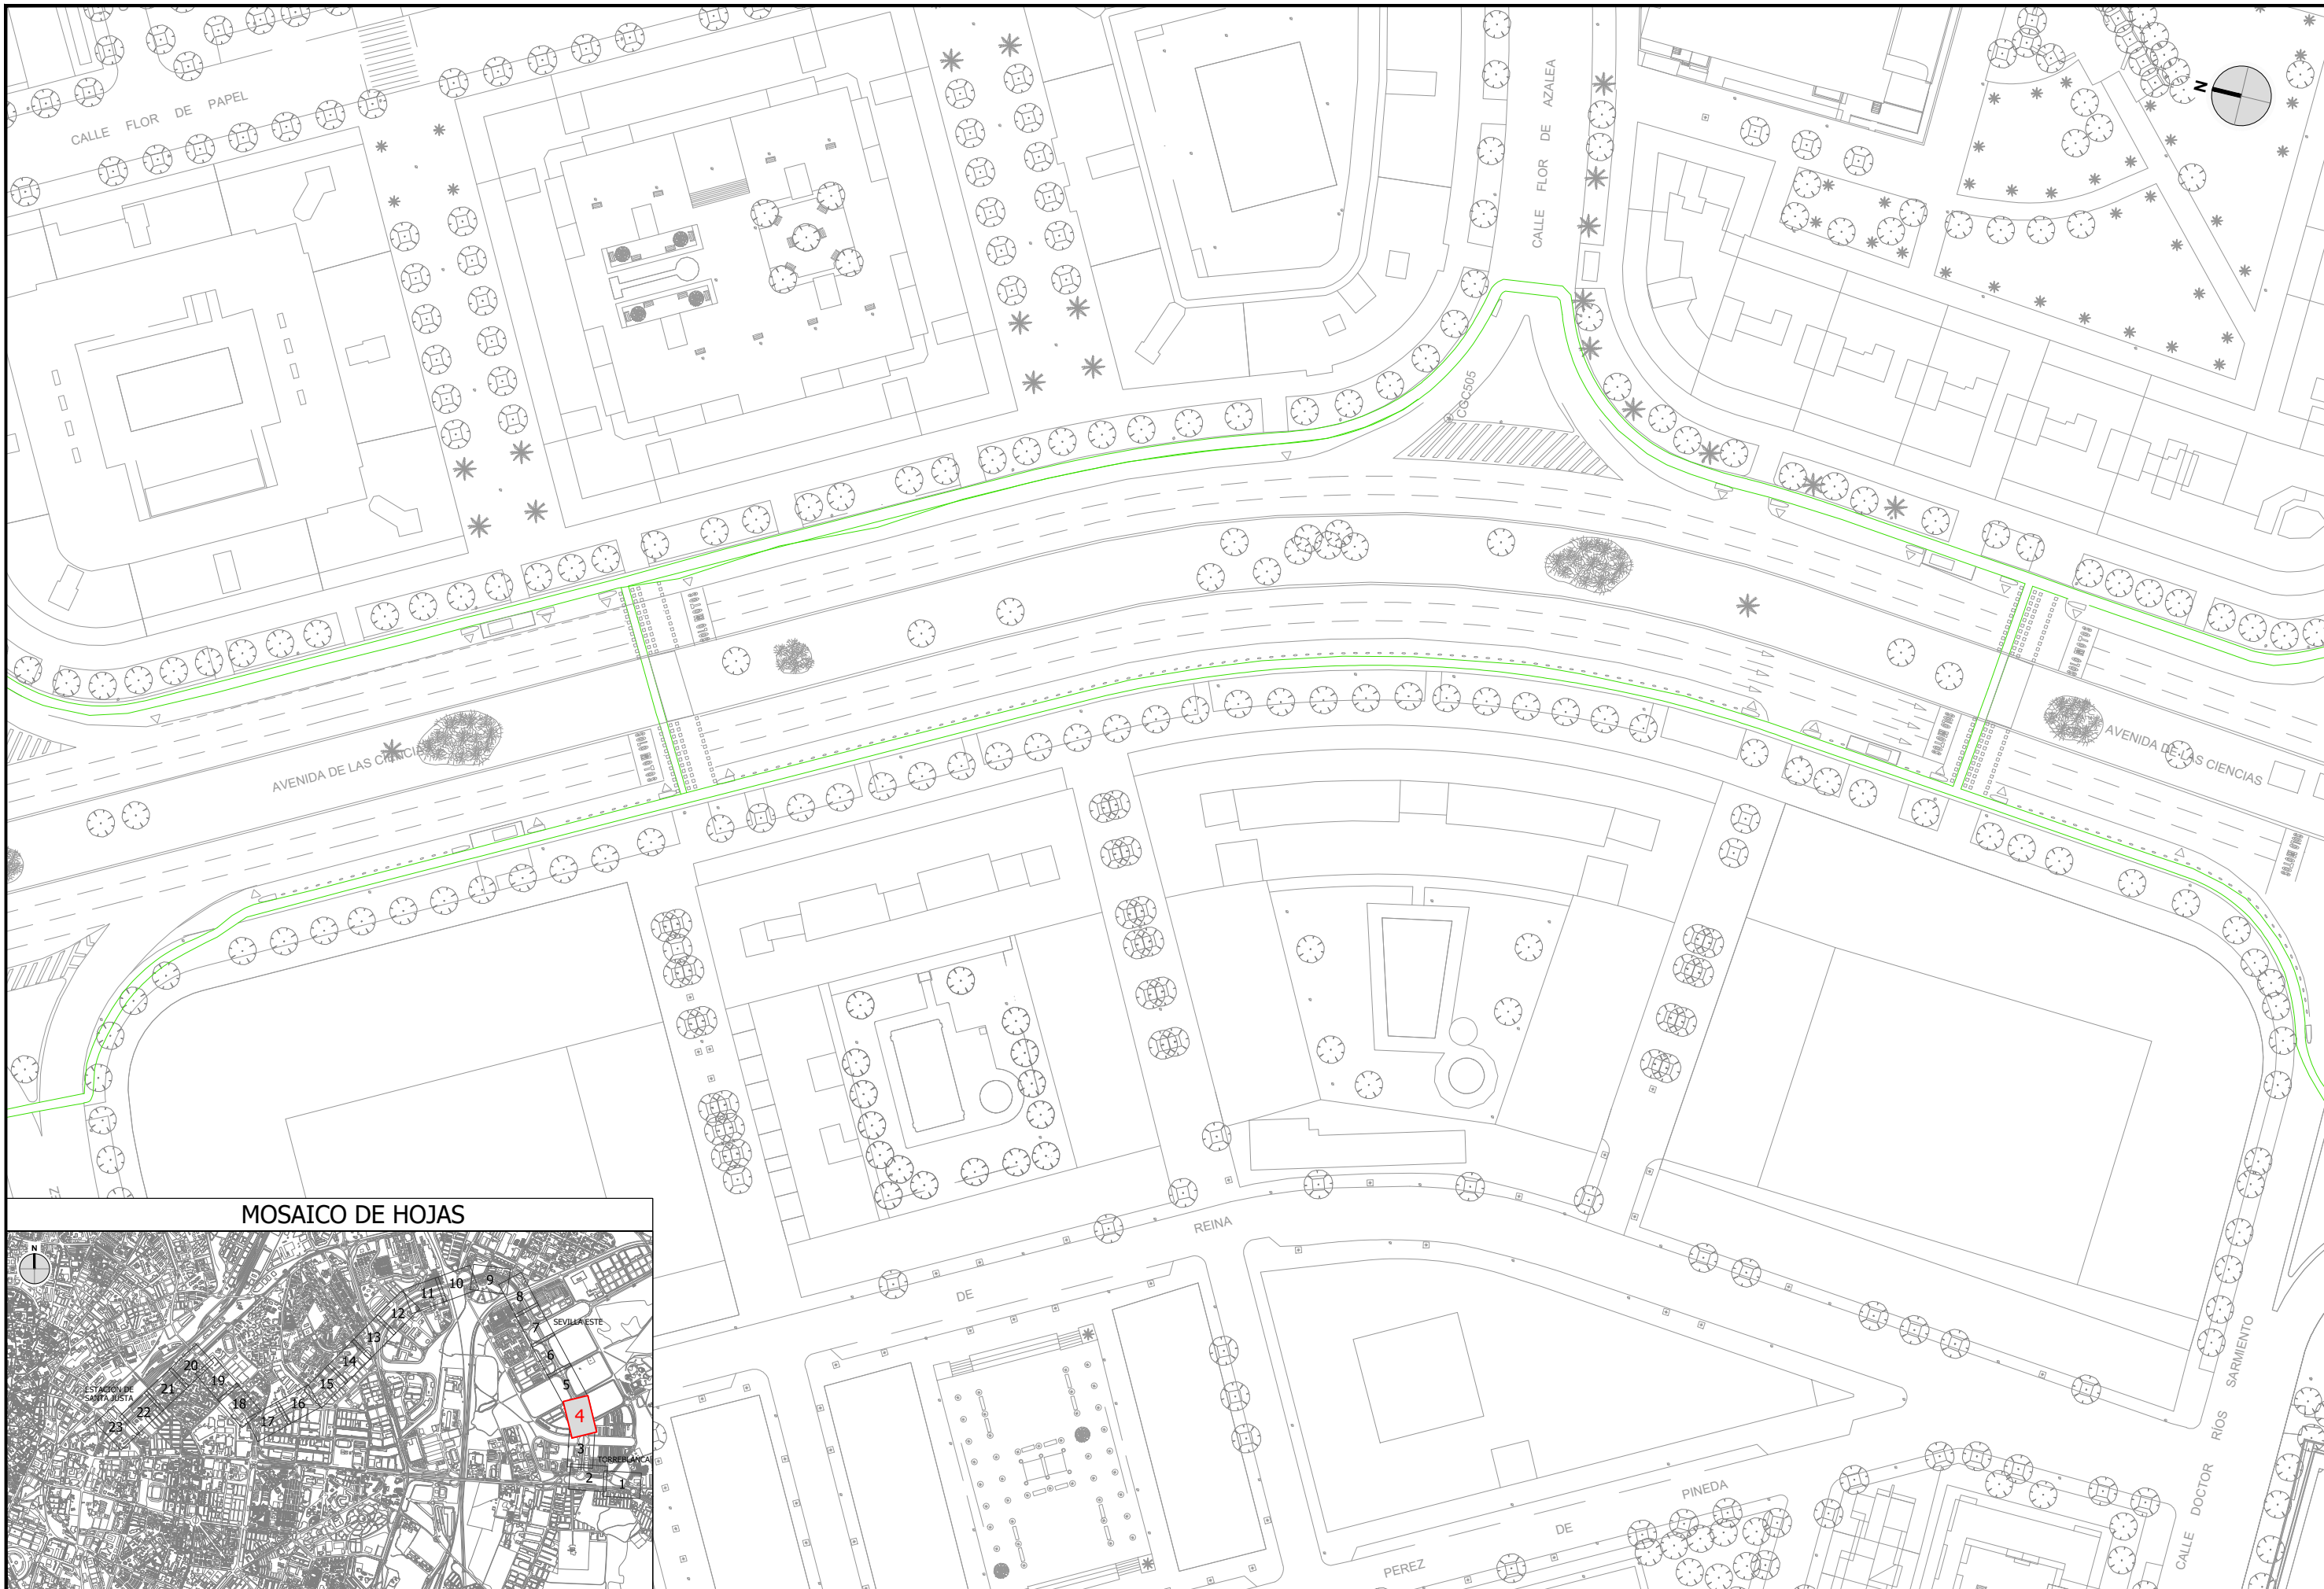 CALLE FLOR DE PAPEL
CALLE FLOR DE AZALEA
N
CGC505
AVENIDA DE LAS CIENCIAS
AVENIDA DE LAS CIENCIAS
REINA
DE
PINEDA
DE
PEREZ
CALLE DOCTOR RIOS SARMIENTO
MOSAICO DE HOJAS
N
10
9
11
8
12
SEVILLA ESTE
7
13
6
14
20
5
ESTACIÓN DE
SANTA JUSTA
21
19
15
18
16
4
22
17
23
3
TORREBLANCA
2
1